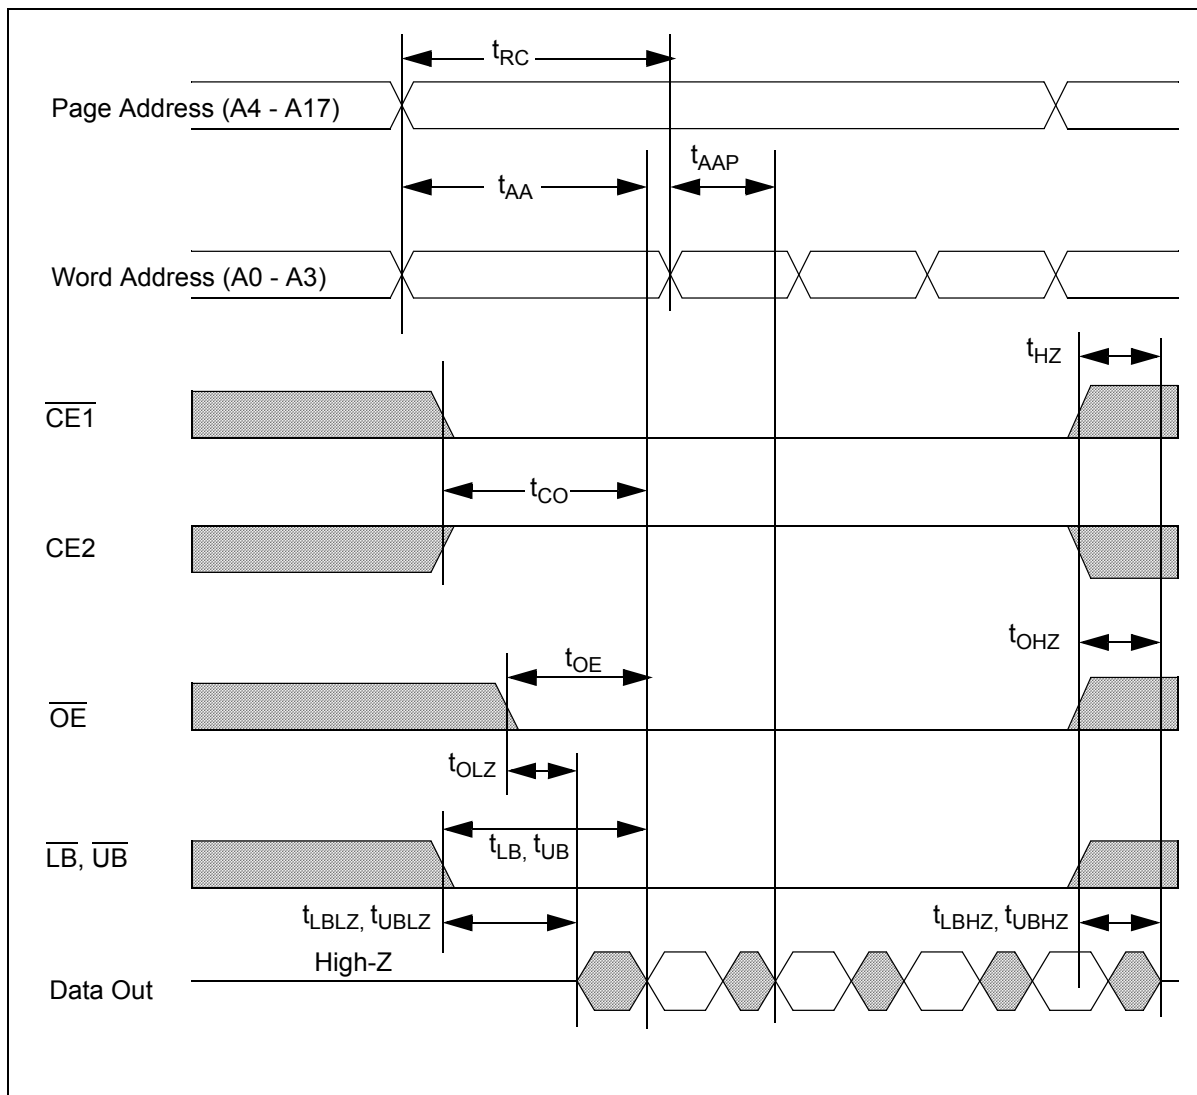 tRC
Page Address (A4 - A17)
tAAP
tAA
Word Address (A0 - A3)
tHZ
CE1
tCO
CE2
tOHZ
tOE
OE
tOLZ
LB, UB
tLB, tUB
tLBLZ, tUBLZ
tLBHZ, tUBHZ
High-Z
Data Out